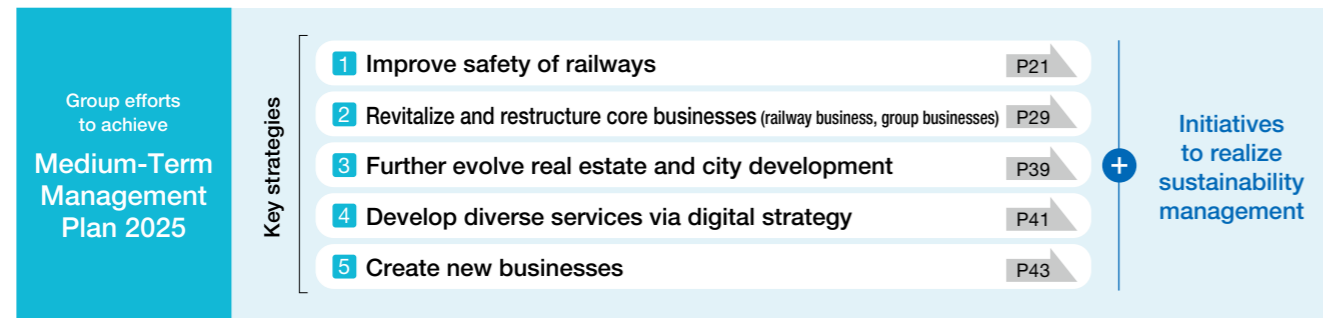 Group efforts
to achieve
Medium-Term
Management
Plan 2025
Key strategies
1 Improve safety of railways P21
2 Revitalize and restructure core businesses (railway business, group businesses) P29
3 Further evolve real estate and city development P39
4 Develop diverse services via digital strategy P41
5 Create new businesses P43
+
Initiatives
to realize
sustainability
management